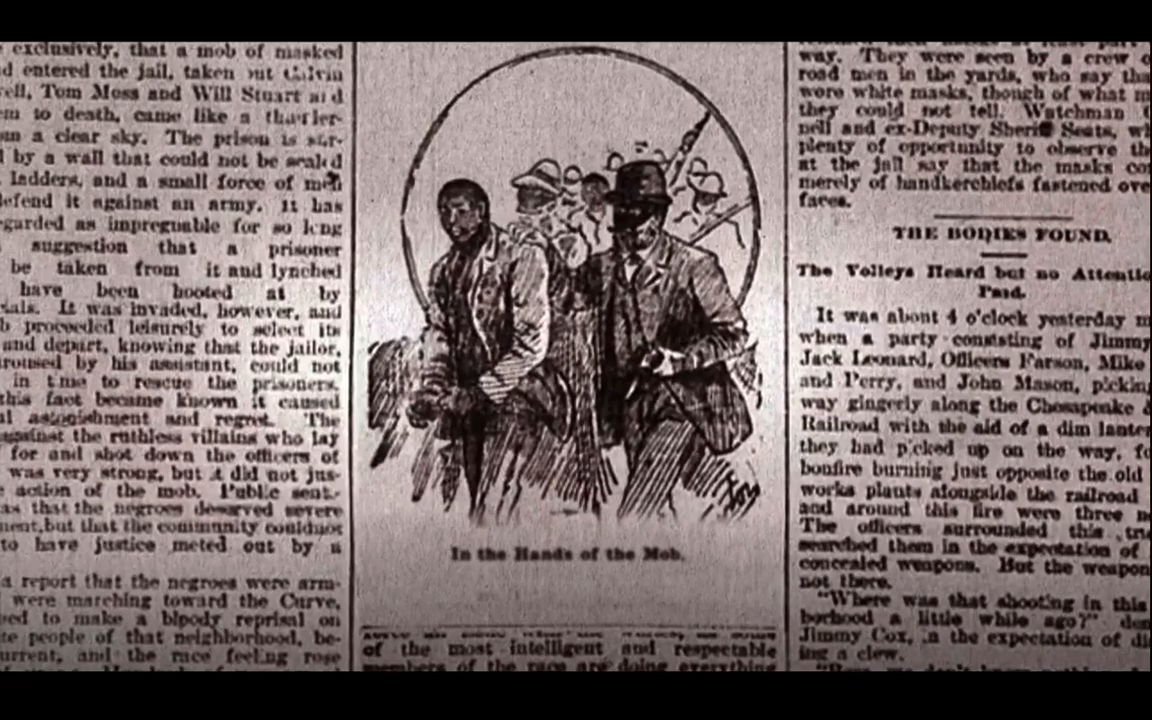 exclusively, that a mob of masked
d entered the jail, taken out Calvin
ell, Tom Moss and Will Stuart and
em to death, came like a
m a clear sky. The prison is sur-
d by a wall that could not be scaled
ladders, and a small force of men
defend it against an army. It has
egarded as impregnable for so long
suggestion that a prisoner
be taken from it and lynched
have been hooted at by
ials. It was invaded, however, and
b proceeded leisurely to select its
and depart, knowing that the jailor,
roused by his assistant, could not
in time to rescue the prisoners.
this fact became known it caused
al astonishment and regret. The
against the ruthless villains who lay
for and shot down the officers of
was very strong, but it did not jus-
e action of the mob. Public sent-
as that the negroes deserved severe
ment, but that the community could not
to have justice meted out by a
a report that the negroes were arm-
were marching toward the Curve,
sed to make a bloody reprisal on
te people of that neighborhood, be-
urrent, and the race feeling rose
In the Hands of the Mob.
of the most intelligent and respectable
members of the race are doing everything
way. They were seen by a crew o
road men in the yards, who say tha
wore white masks, though of what m
they could not tell. Watchman
nell and ex-Deputy Sheriff Seats, wh
plenty of opportunity to observe th
at the jail say that the masks con
merely of handkerchiefs fastened over
faces.
THE BODIES FOUND.
The Volleys Heard but no Attentio
Paid.
It was about 4 o'clock yesterday m
when a party consisting of Jimmy
Jack Leonard, Officers Farson, Mike
and Perry, and John Mason, picking
way gingerly along the Chesapeake &
Railroad with the aid of a dim lanter
they had picked up on the way, fo
bonfire burning just opposite the old
works plants alongside the railroad
and around this fire were three n
The officers surrounded this tru
searched them in the expectation of
concealed weapons. But the weapon
not there.
"Where was that shooting in this
borhood a little while ago?" dem
Jimmy Cox, in the expectation of di
ing a clew.